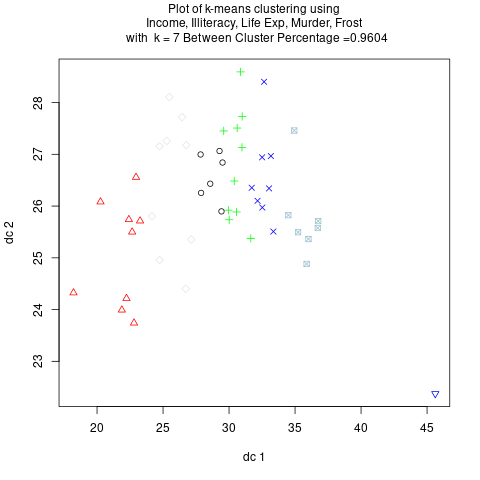 Plot of k-means clustering using
Income, Illiteracy, Life Exp, Murder, Frost
with  k = 7 Between Cluster Percentage =0.9604
28
27
26
25
24
23
dc 2
20
25
30
35
40
45
dc 1